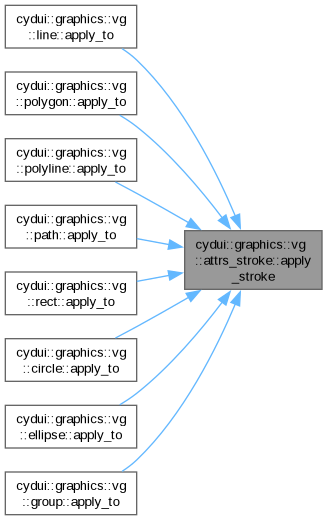 cydui::graphics::vg
::line::apply_to
cydui::graphics::vg
::polygon::apply_to
cydui::graphics::vg
::polyline::apply_to
cydui::graphics::vg
::path::apply_to
cydui::graphics::vg
::rect::apply_to
cydui::graphics::vg
::circle::apply_to
cydui::graphics::vg
::ellipse::apply_to
cydui::graphics::vg
::group::apply_to
cydui::graphics::vg
::attrs_stroke::apply
_stroke